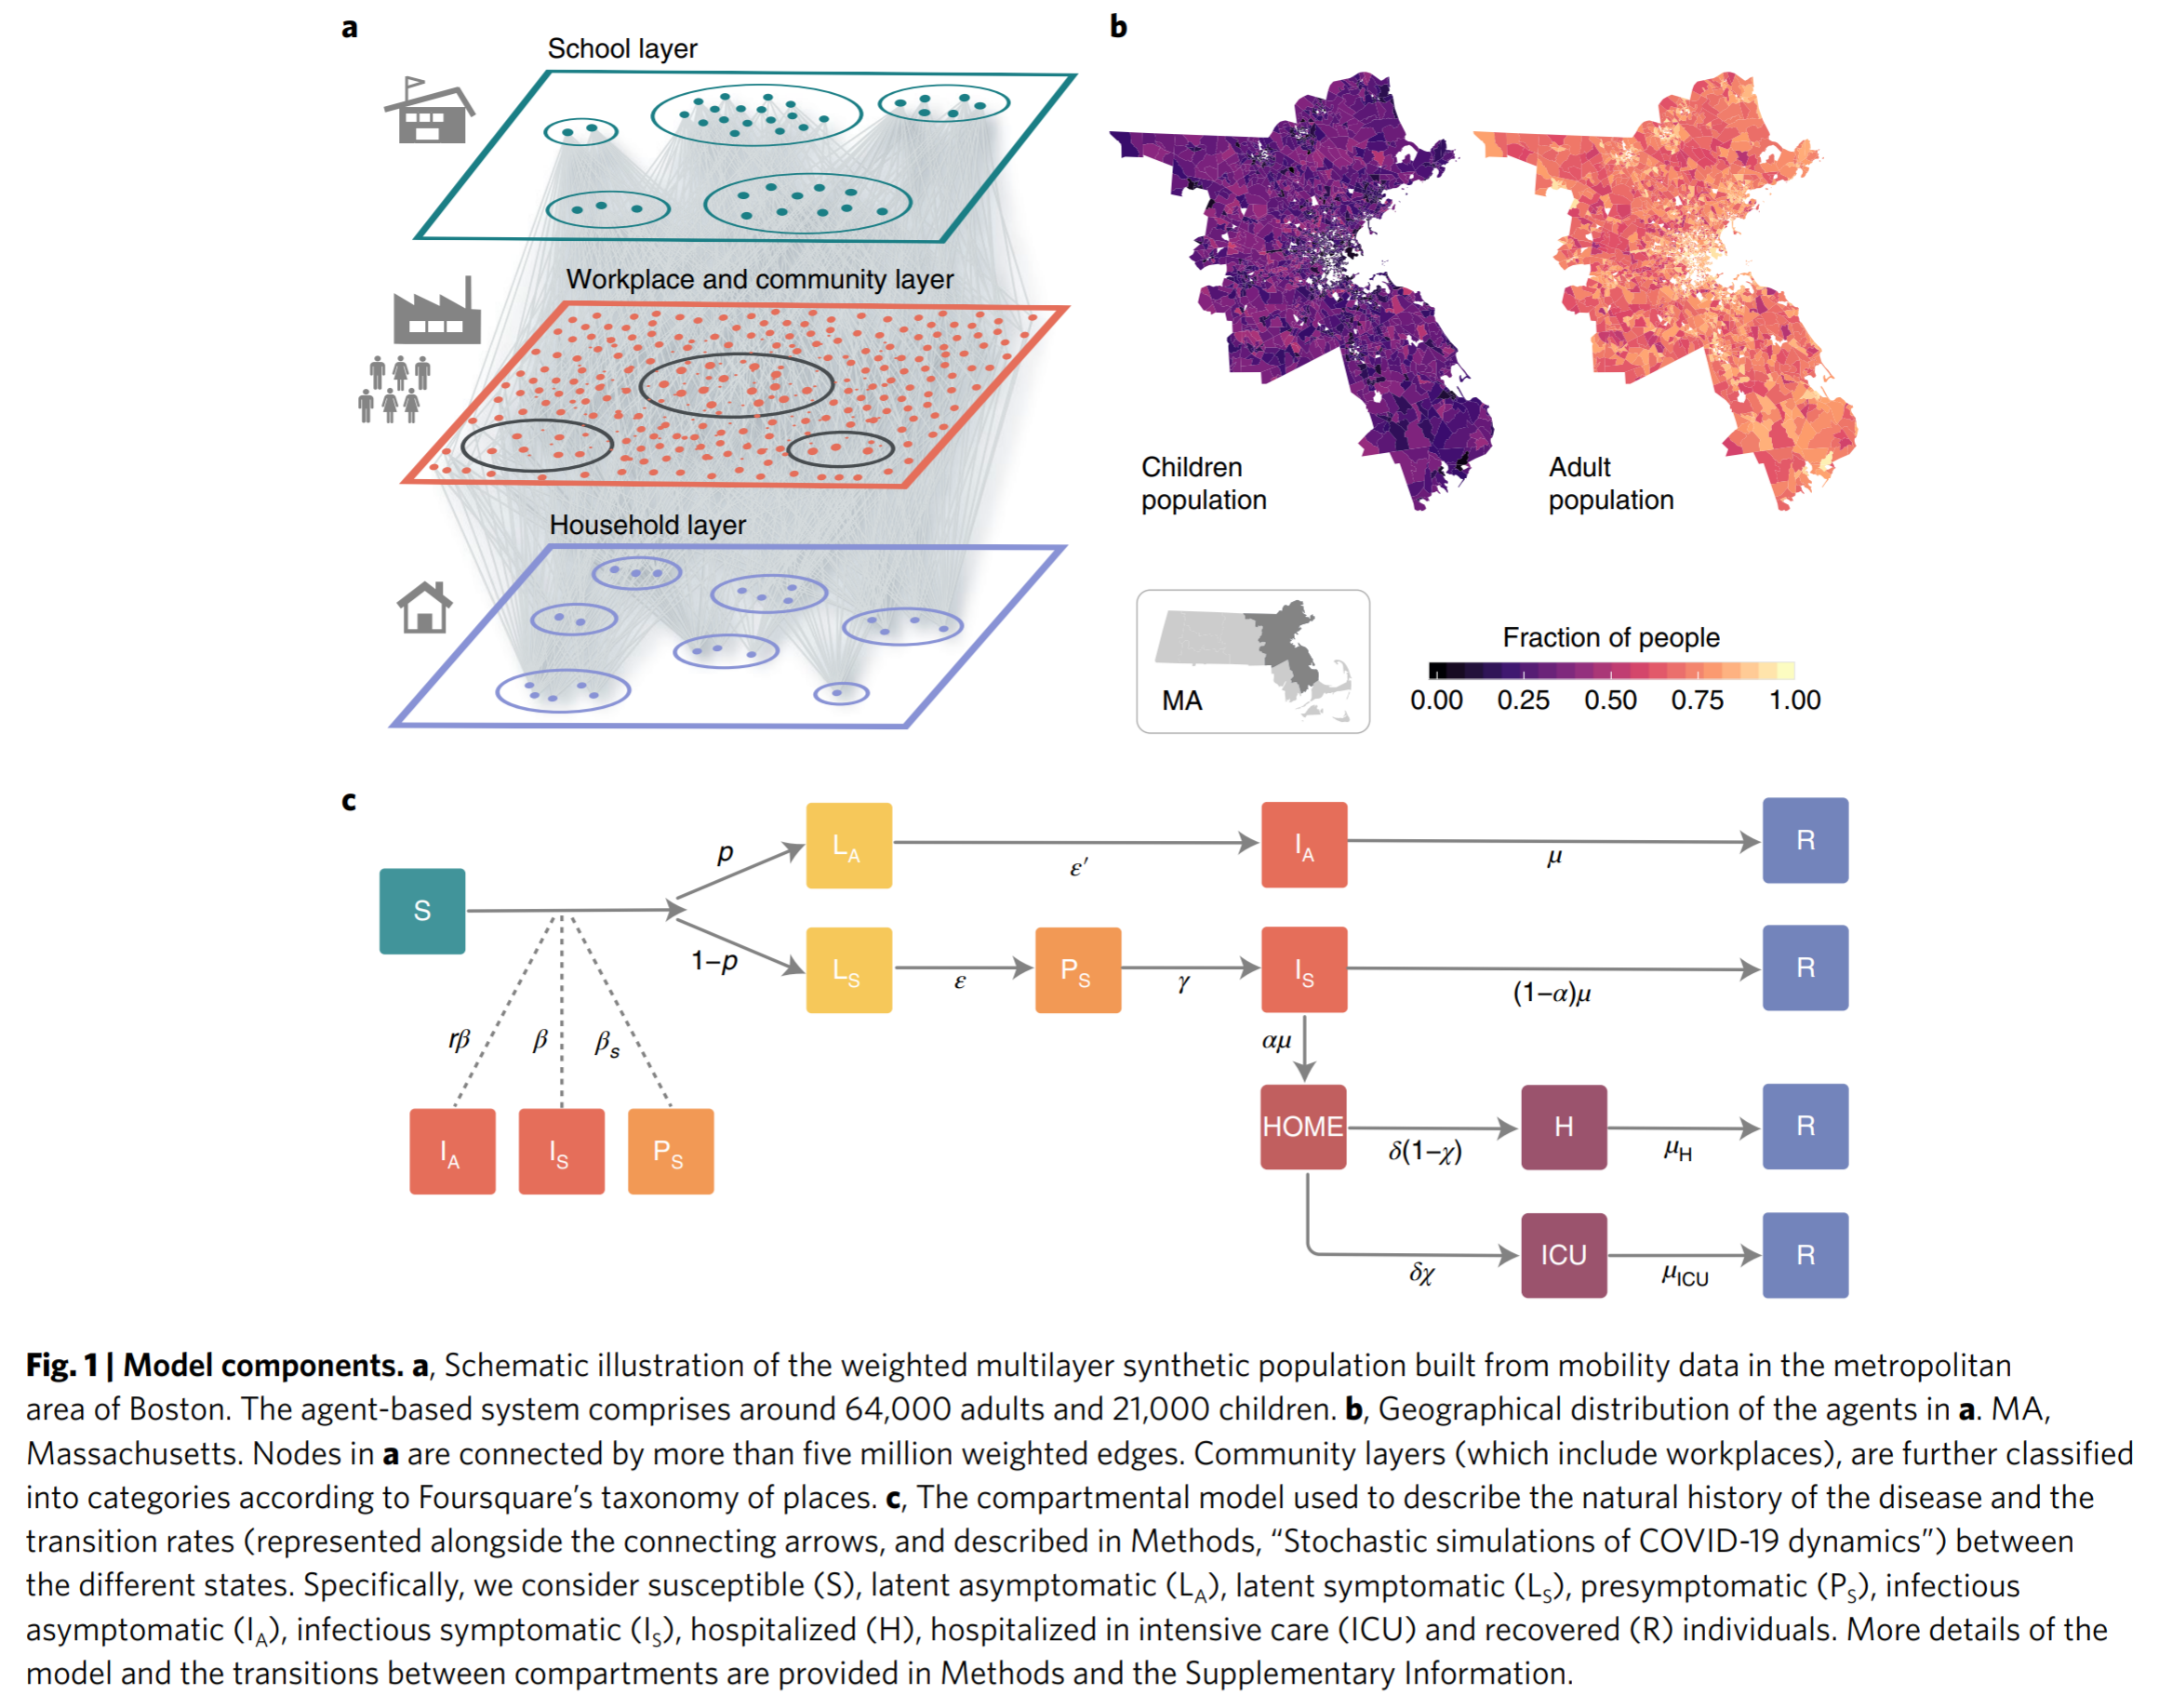 a
School layer
Workplace and community layer
Household layer
b
Children
population
Adult
population
MA
Fraction of people
0.00 0.25 0.50 0.75 1.00
c
S
p
1–p
L_A
ε′
I_A
μ
R
L_S
ε
P_S
γ
I_S
(1–α)μ
R
rβ
β
β_s
I_A
I_S
P_S
αμ
HOME
δ(1–χ)
H
μ_H
R
δχ
ICU
μ_ICU
R
Fig. 1 | Model components. a, Schematic illustration of the weighted multilayer synthetic population built from mobility data in the metropolitan
area of Boston. The agent-based system comprises around 64,000 adults and 21,000 children. b, Geographical distribution of the agents in a. MA,
Massachusetts. Nodes in a are connected by more than five million weighted edges. Community layers (which include workplaces), are further classified
into categories according to Foursquare’s taxonomy of places. c, The compartmental model used to describe the natural history of the disease and the
transition rates (represented alongside the connecting arrows, and described in Methods, “Stochastic simulations of COVID-19 dynamics”) between
the different states. Specifically, we consider susceptible (S), latent asymptomatic (L_A), latent symptomatic (L_S), presymptomatic (P_S), infectious
asymptomatic (I_A), infectious symptomatic (I_S), hospitalized (H), hospitalized in intensive care (ICU) and recovered (R) individuals. More details of the
model and the transitions between compartments are provided in Methods and the Supplementary Information.